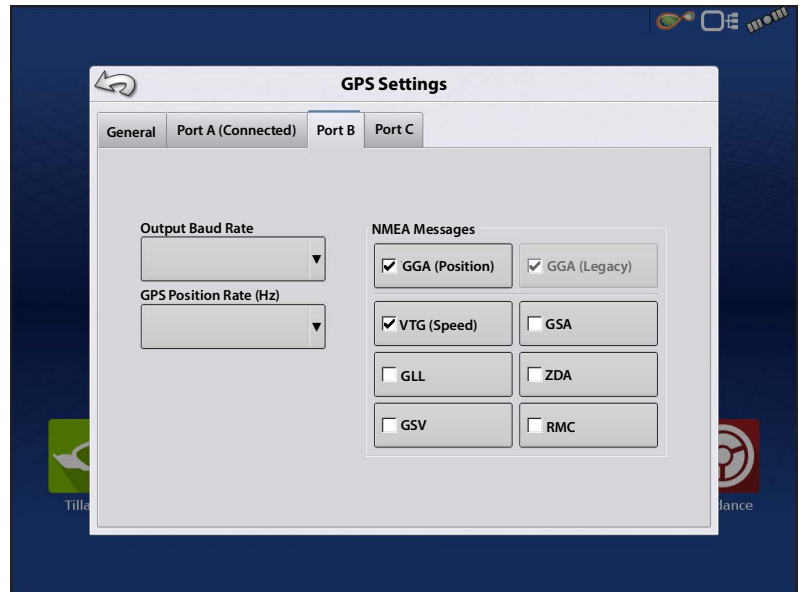 GPS Settings
General
Port A (Connected)
Port B
Port C
Output Baud Rate
GPS Position Rate (Hz)
NMEA Messages
GGA (Position)
GGA (Legacy)
VTG (Speed)
GSA
GLL
ZDA
GSV
RMC
Tilla
dance